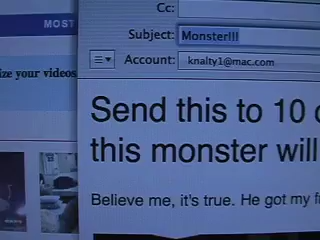 Cc:
MOST
Subject: Monster!!!
Account: knalty1@mac.com
ize your videos
Send this to 10
this monster will
Believe me, it's true. He got my